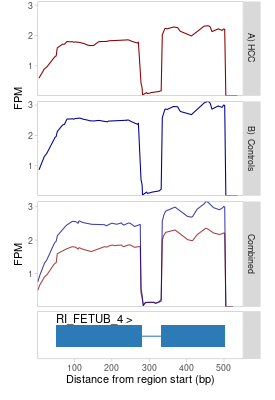 3
2
1
A) HCC
FPM
3
2
1
B) Controls
3
2
1
FPM
Combined
RI_FETUB_4 >
100 200 300 400 500
Distance from region start (bp)